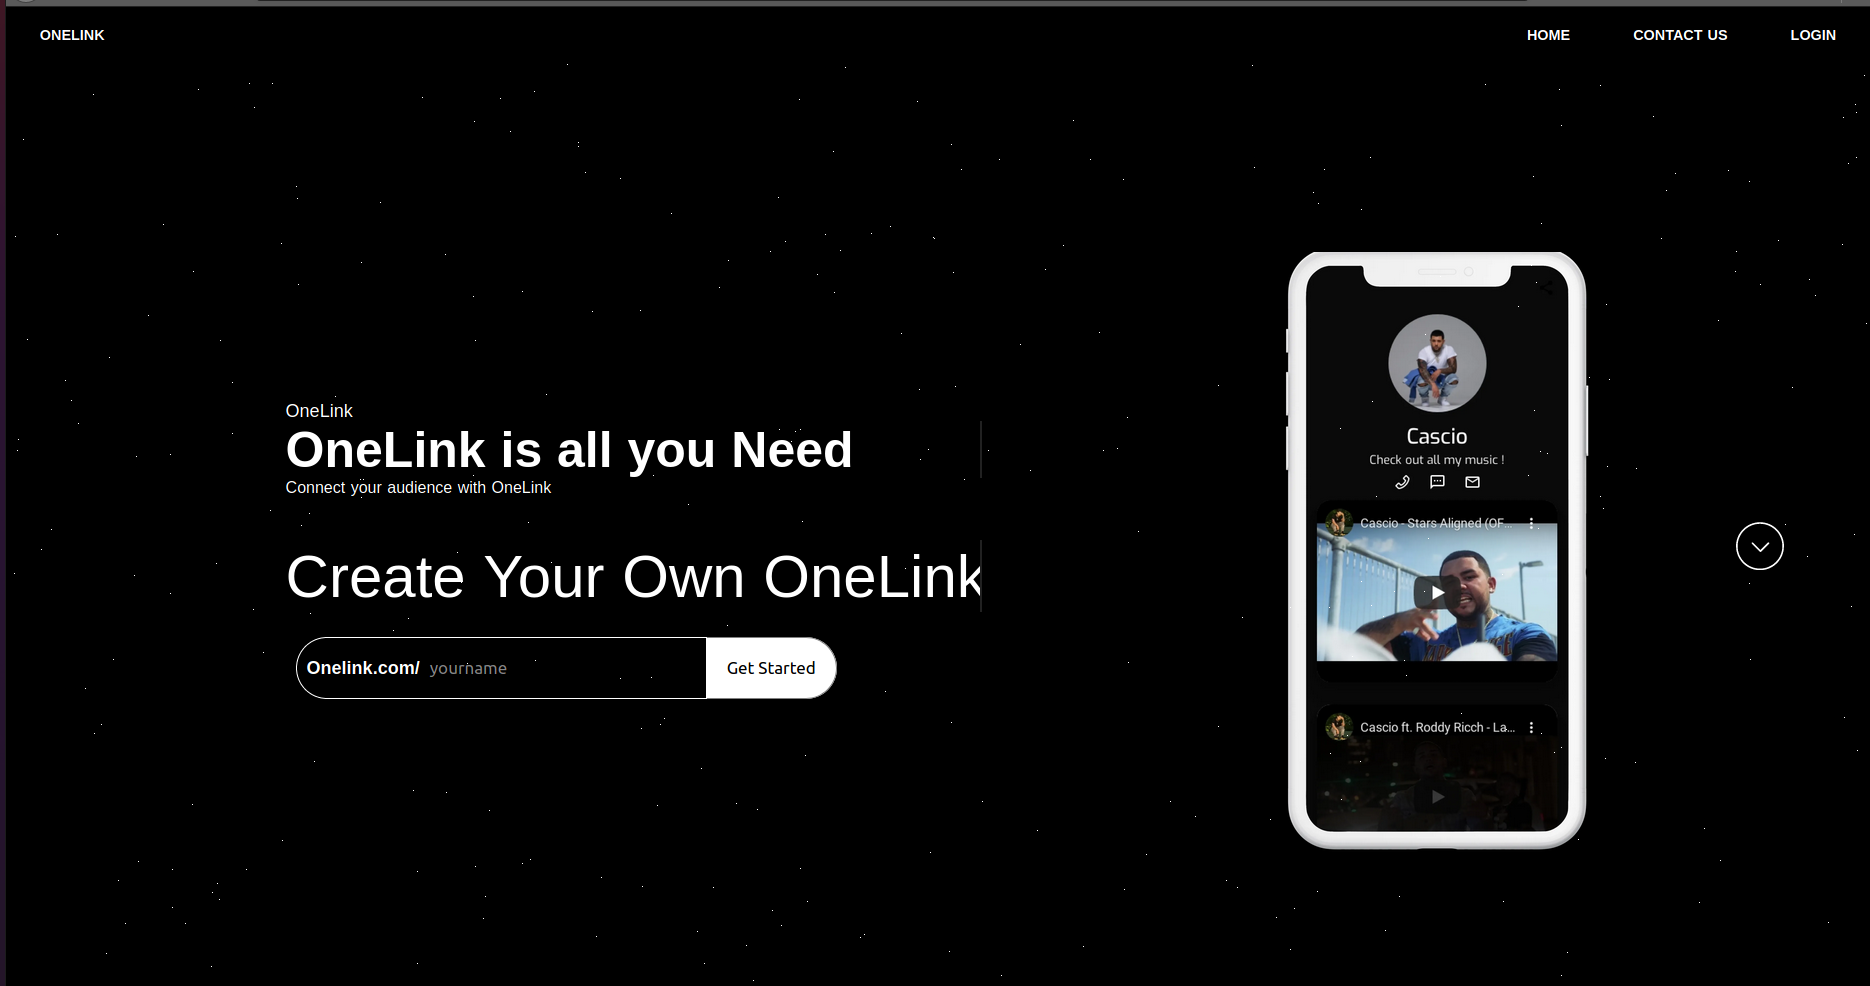 ONELINK
HOME
CONTACT US
LOGIN
OneLink
OneLink is all you Need
Connect your audience with OneLink
Create Your Own OneLink
Onelink.com/ yourname
Get Started
Cascio
Check out all my music !
Cascio - Stars Aligned (OF...
Cascio ft. Roddy Ricch - La...